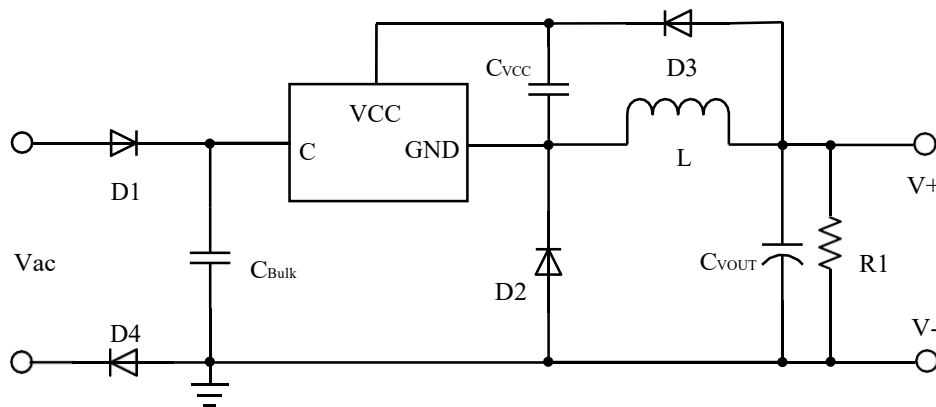 CVCC
D3
VCC
C
GND
D1
L
V+
Vac
CBulk
D2
CVOUT
R1
D4
V-